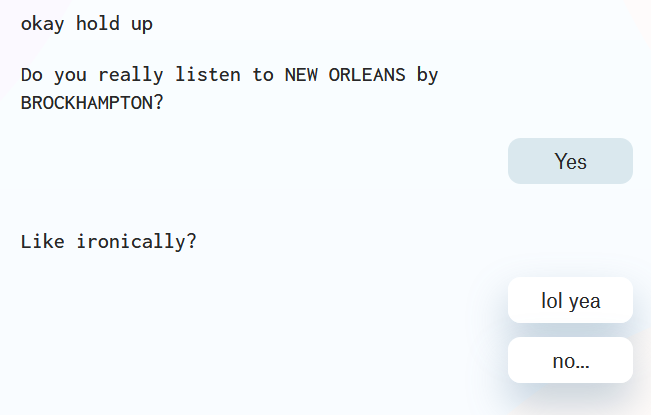 okay hold up
Do you really listen to NEW ORLEANS by
BROCKHAMPTON?
Yes
Like ironically?
lol yea
no...